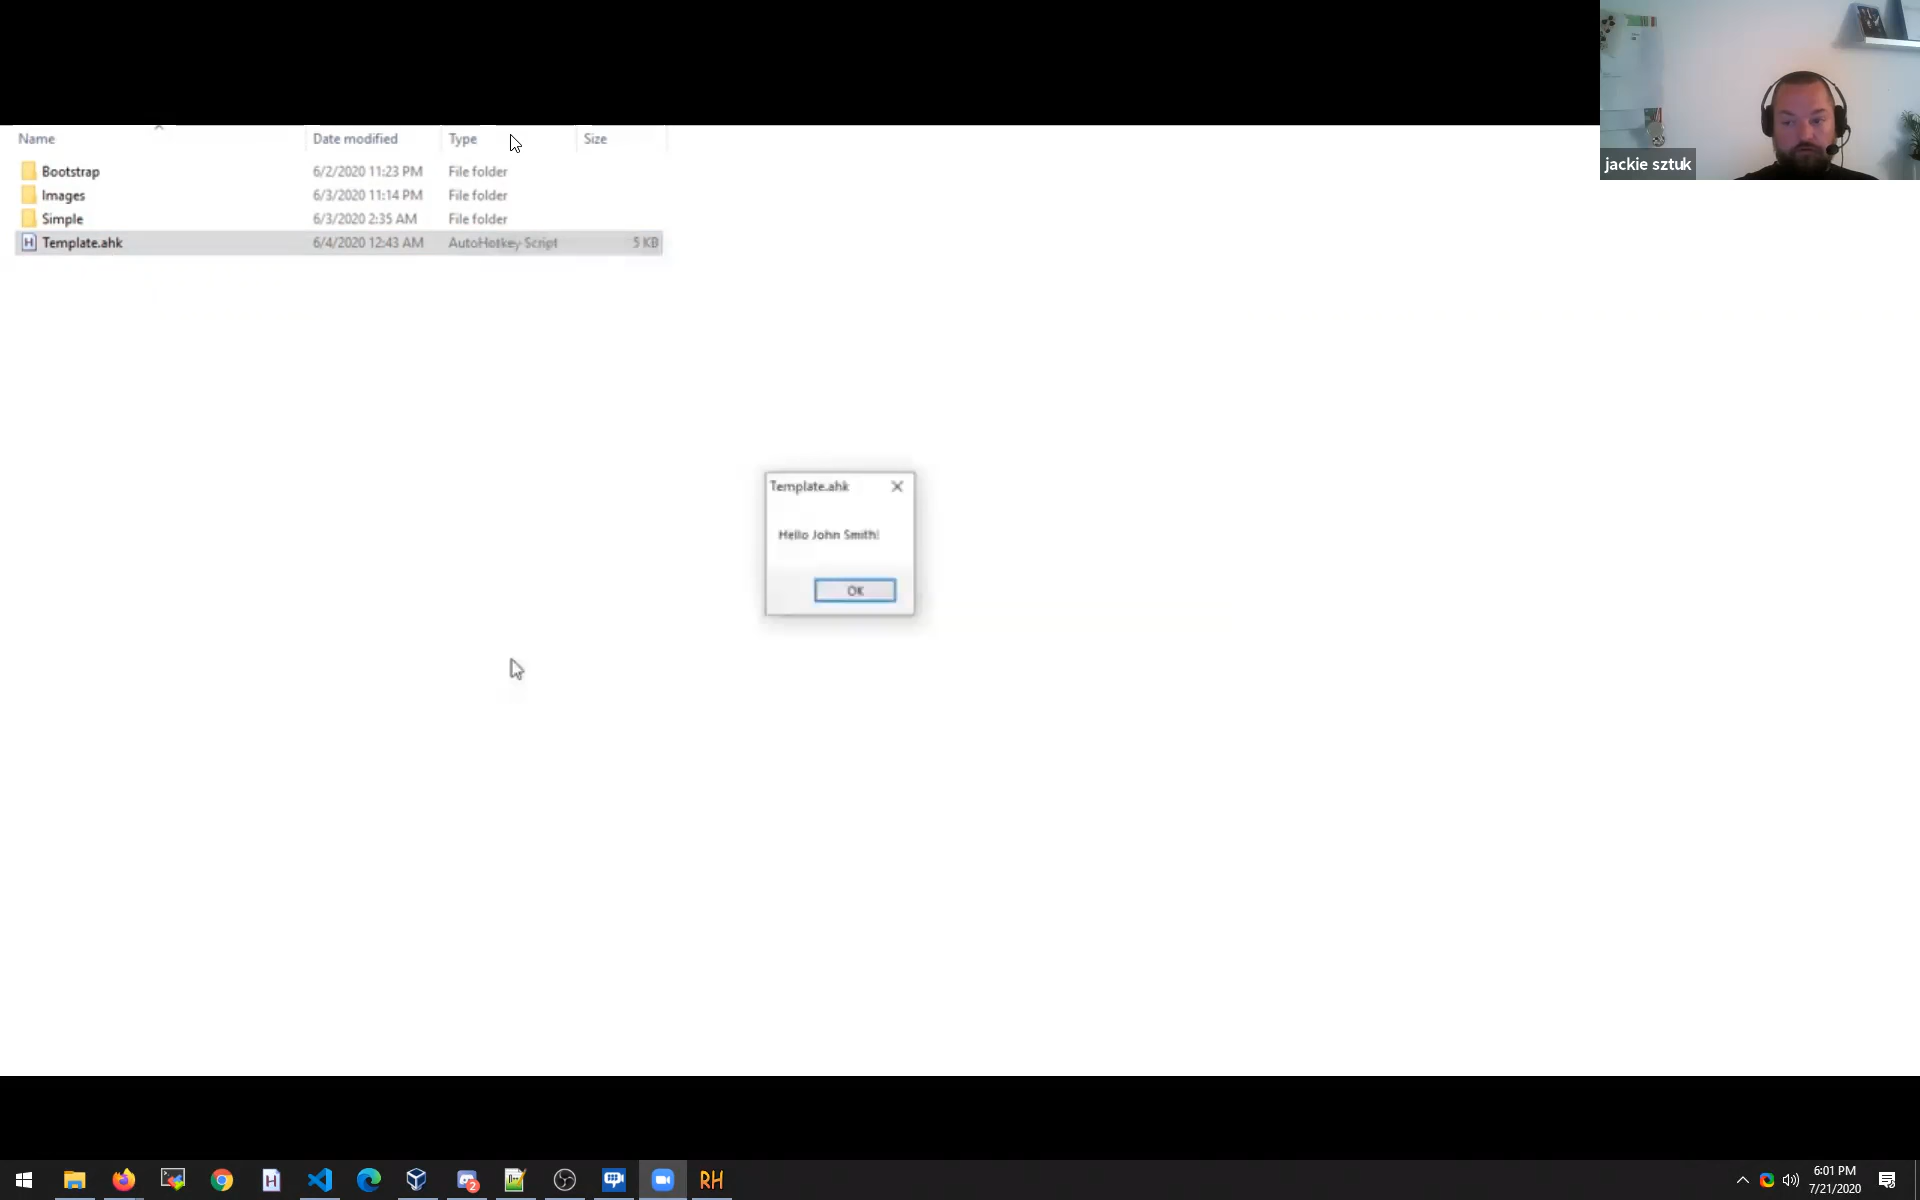 jackie sztuk
Name Date modified Type Size
Bootstrap 6/2/2020 11:23 PM File folder
Images 6/3/2020 11:14 PM File folder
Simple 6/3/2020 2:35 AM File folder
H Template.ahk 6/4/2020 12:43 AM AutoHotkey Script 5 KB
Template.ahk
Hello John Smith!
OK
H 2 RH
6:01 PM
7/21/2020